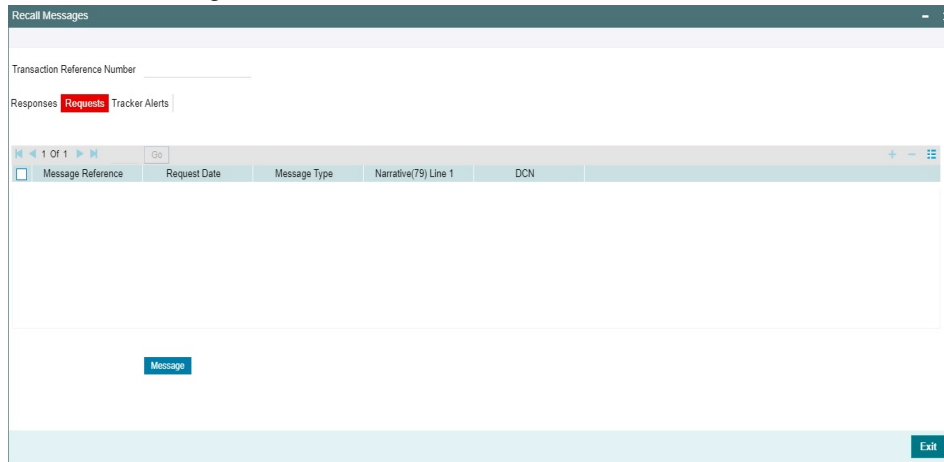 Recall Messages
Transaction Reference Number
Responses Requests Tracker Alerts
1 Of 1 Go
Message Reference Request Date Message Type Narrative(79) Line 1 DCN
Message
Exit